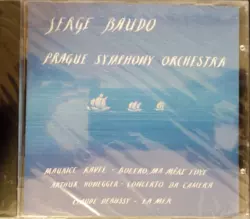 SERGE BAUDO
PRAGUE SYMPHONY ORCHESTRA
MAURICE RAVEL - BOLERO, MA MÈRE L'OYE
ARTHUR HONEGGER - CONCERTO DA CAMERA
CLAUDE DEBUSSY - LA MER